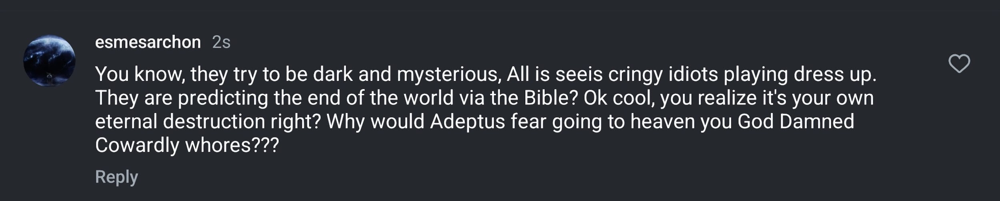 esmesarchon 2s
You know, they try to be dark and mysterious, All is seeis cringy idiots playing dress up.
They are predicting the end of the world via the Bible? Ok cool, you realize it's your own
eternal destruction right? Why would Adeptus fear going to heaven you God Damned
Cowardly whores???
Reply